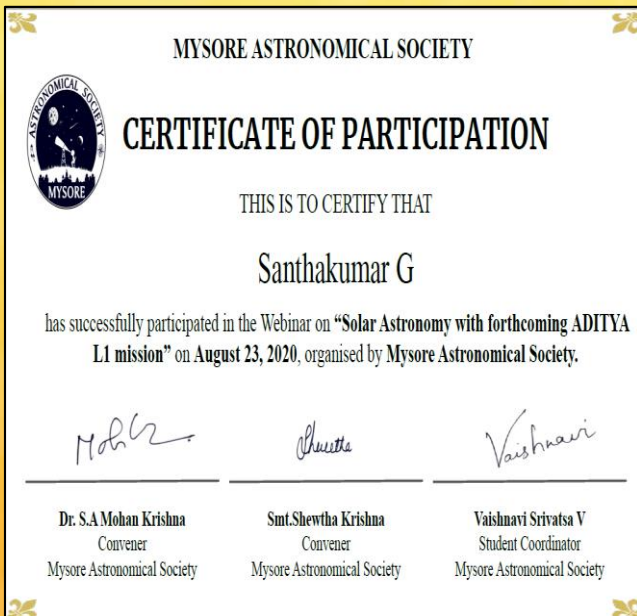 MYSORE ASTRONOMICAL SOCIETY
ASTRONOMICAL SOCIETY
MYSORE
CERTIFICATE OF PARTICIPATION
THIS IS TO CERTIFY THAT
Santhakumar G
has successfully participated in the Webinar on “Solar Astronomy with forthcoming ADITYA
L1 mission” on August 23, 2020, organised by Mysore Astronomical Society.
Vaishnavi
Dr. S.A Mohan Krishna
Convener
Mysore Astronomical Society
Smt.Shewtha Krishna
Convener
Mysore Astronomical Society
Vaishnavi Srivatsa V
Student Coordinator
Mysore Astronomical Society